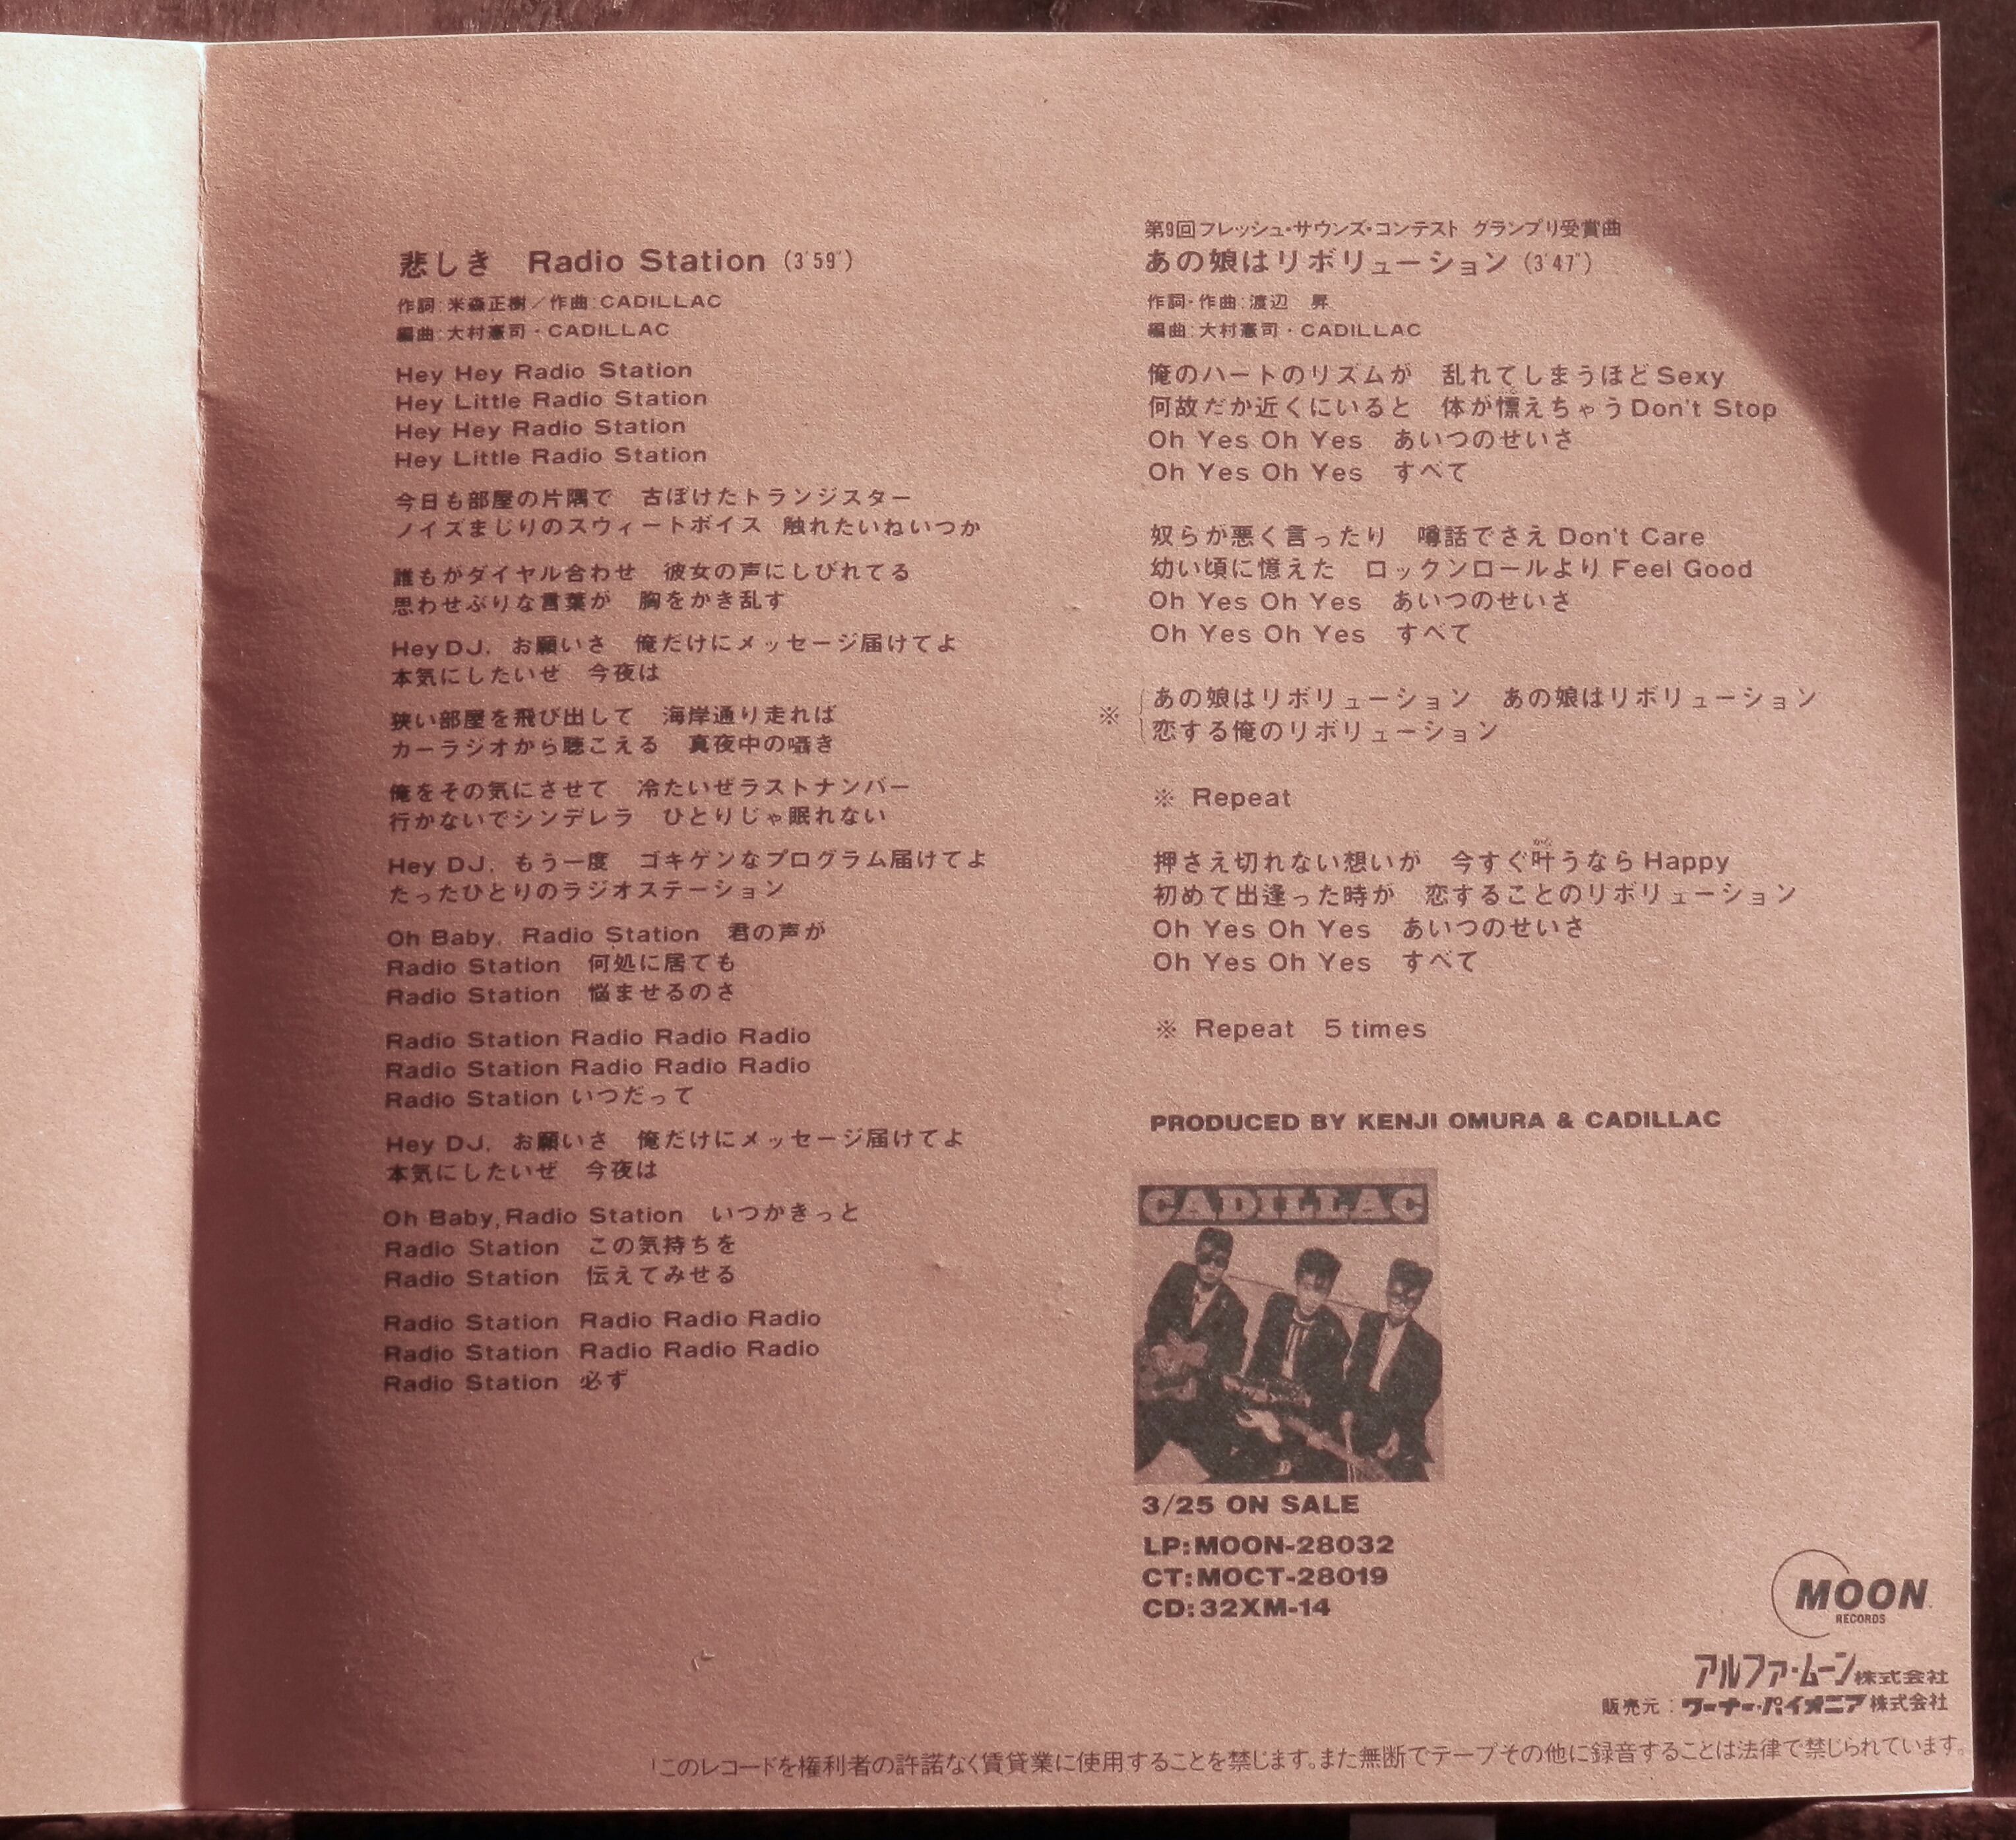 悲しき Radio Station (3'59")
作詞:米森正樹/作曲:CADILLAC
編曲:大村憲司・CADILLAC
Hey Hey Radio Station
Hey Little Radio Station
Hey Hey Radio Station
Hey Little Radio Station
今日も部屋の片隅で 古ぼけたトランジスター
ノイズまじりのスウィートボイス 触れたいねいつか
誰もがダイヤル合わせ 彼女の声にしびれてる
思わせぶりな言葉が 胸をかき乱す
Hey DJ, お願いさ 俺だけにメッセージ届けてよ
本気にしたいぜ 今夜は
狭い部屋を飛び出して 海岸通り走れば
カーラジオから聴こえる 真夜中の囁き
俺をその気にさせて 冷たいぜラストナンバー
行かないでシンデレラ ひとりじゃ眠れない
Hey DJ, もう一度 ゴキゲンなプログラム届けてよ
たったひとりのラジオステーション
Oh Baby, Radio Station 君の声が
Radio Station 何処に居ても
Radio Station 悩ませるのさ
Radio Station Radio Radio Radio
Radio Station Radio Radio Radio
Radio Station いつだって
Hey DJ, お願いさ 俺だけにメッセージ届けてよ
本気にしたいぜ 今夜は
Oh Baby, Radio Station いつかきっと
Radio Station この気持ちを
Radio Station 伝えてみせる
Radio Station Radio Radio Radio
Radio Station Radio Radio Radio
Radio Station 必ず
第9回フレッシュ・サウンズ・コンテスト グランプリ受賞曲
あの娘はリボリューション (3'47")
作詞・作曲:渡辺 昇
編曲:大村憲司・CADILLAC
俺のハートのリズムが 乱れてしまうほどSexy
何故だか近くにいると 体が慓えちゃうDon't Stop
Oh Yes Oh Yes あいつのせいさ
Oh Yes Oh Yes すべて
奴らが悪く言ったり 噂話でさえDon't Care
幼い頃に憶えた ロックンロールよりFeel Good
Oh Yes Oh Yes あいつのせいさ
Oh Yes Oh Yes すべて
※ あの娘はリボリューション あの娘はリボリューション
恋する俺のリボリューション
※ Repeat
かな
押さえ切れない想いが 今すぐ叶うならHappy
初めて出逢った時が 恋することのリボリューション
Oh Yes Oh Yes あいつのせいさ
Oh Yes Oh Yes すべて
※ Repeat 5 times
PRODUCED BY KENJI OMURA & CADILLAC
CADILLAC
3/25 ON SALE
LP:MOON-28032
CT:MOCT-28019
CD:32XM-14
MOON
RECORDS
アルファ・ムーン株式会社
販売元:ワーナー・パイオニア株式会社
このレコードを権利者の許諾なく賃貸業に使用することを禁じます。また無断でテープその他に録音することは法律で禁じられています。